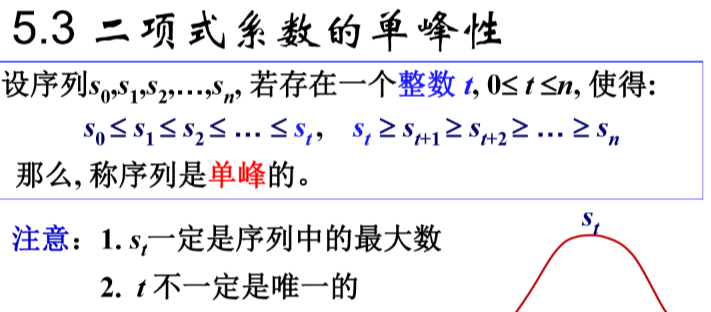 5.3 二项式系数的单峰性
设序列s₀,s₁,s₂,…,sₙ, 若存在一个整数 t, 0≤ t ≤n, 使得:
s₀ ≤ s₁ ≤ s₂ ≤ … ≤ sₜ, sₜ ≥ sₜ₊₁ ≥ sₜ₊₂ ≥ … ≥ sₙ
那么, 称序列是单峰的。
注意：1. sₜ一定是序列中的最大数
sₜ
2. t 不一定是唯一的